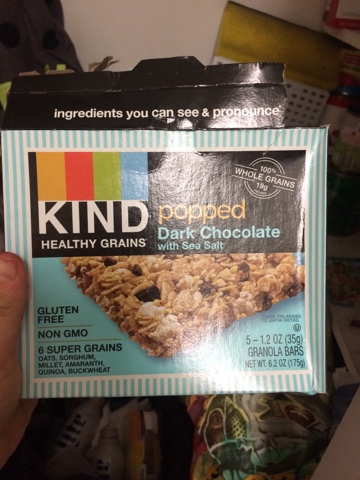 ingredients you can see & pronounce
100%
WHOLE GRAINS
19g
KIND
popped
HEALTHY GRAINS
Dark Chocolate
with Sea Salt
GLUTEN
FREE
NON GMO
6 SUPER GRAINS
OATS, SORGHUM,
MILLET, AMARANTH,
QUINOA, BUCKWHEAT
5 – 1.2 OZ (35g)
GRANOLA BARS
NET WT. 6.2 OZ (175g)